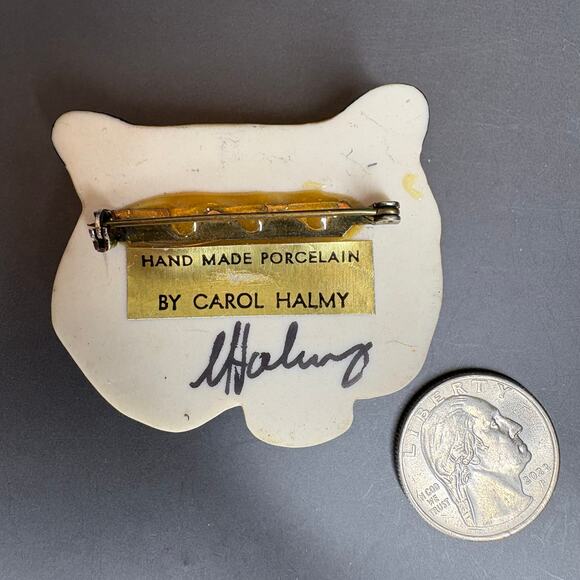 HAND MADE PORCELAIN
BY CAROL HALMY
CHalmy
LIBERTY
IN GOD
WE TRUST
2023